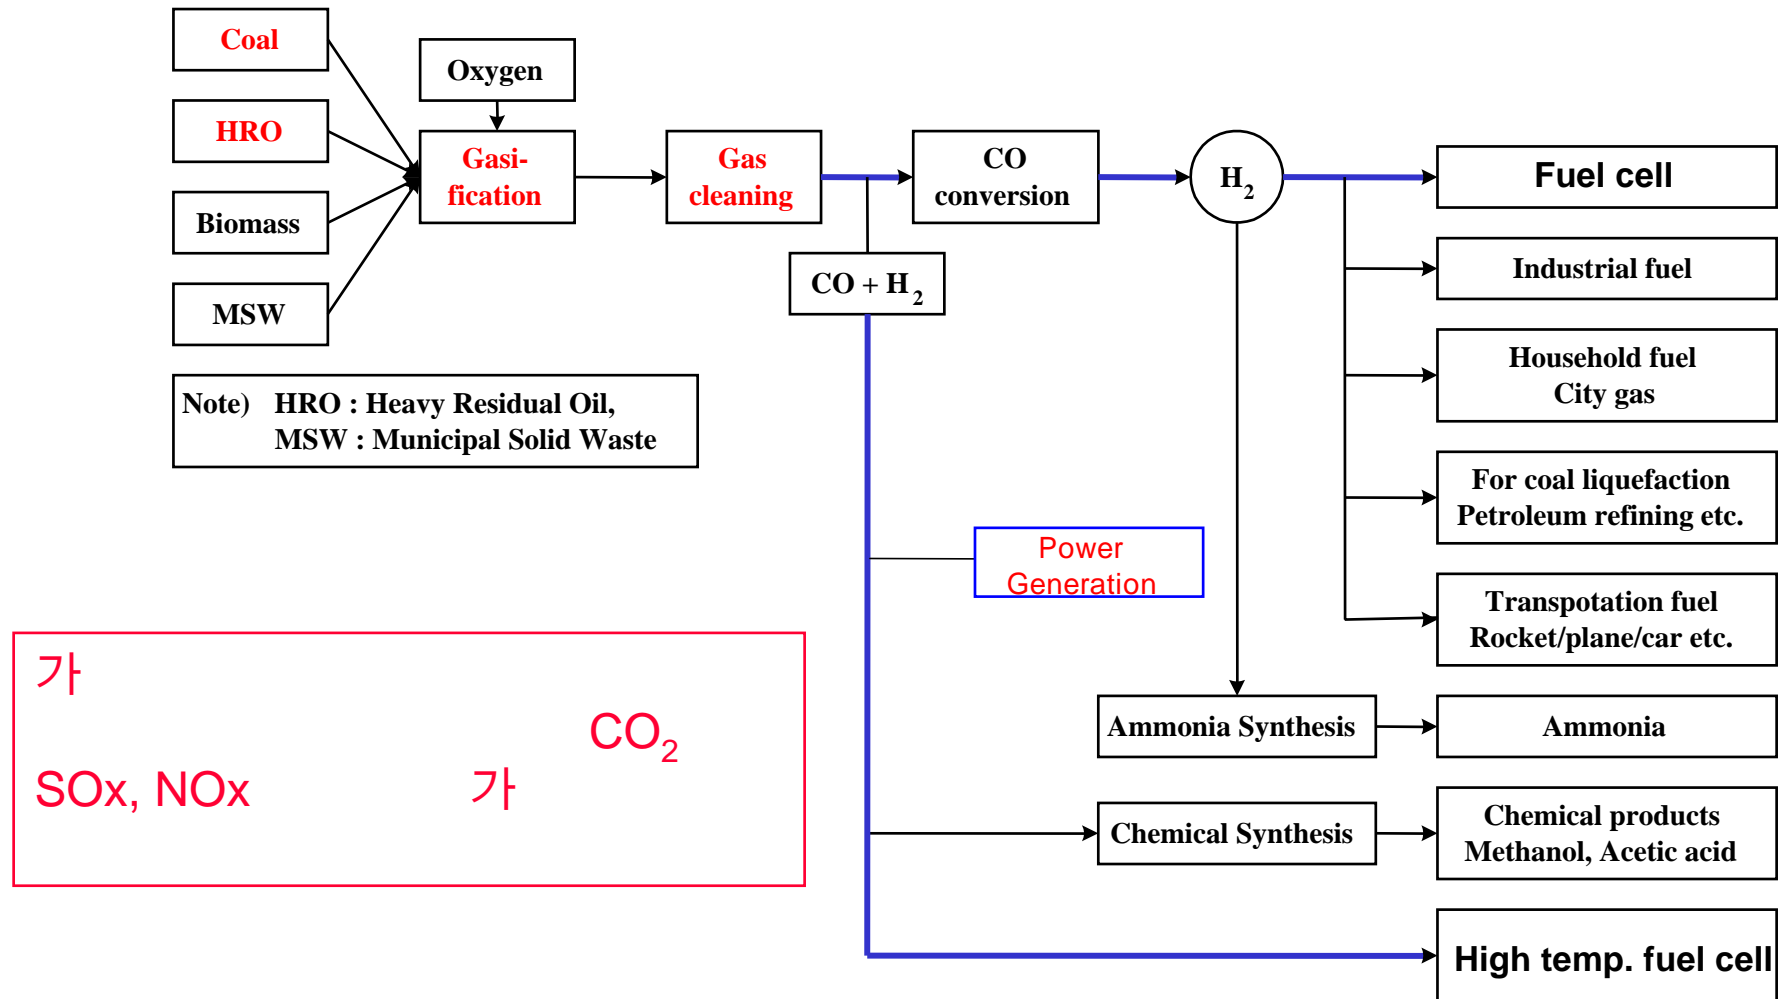 Coal
HRO
Biomass
MSW
Oxygen
Gasi-
fication
Gas
cleaning
CO
conversion
H2
CO + H2
Fuel cell
Industrial fuel
Household fuel
City gas
For coal liquefaction
Petroleum refining etc.
Transpotation fuel
Rocket/plane/car etc.
Note) HRO : Heavy Residual Oil,
MSW : Municipal Solid Waste
Power
Generation
Ammonia Synthesis
Ammonia
Chemical Synthesis
Chemical products
Methanol, Acetic acid
High temp. fuel cell
가
CO2
SOx, NOx 가